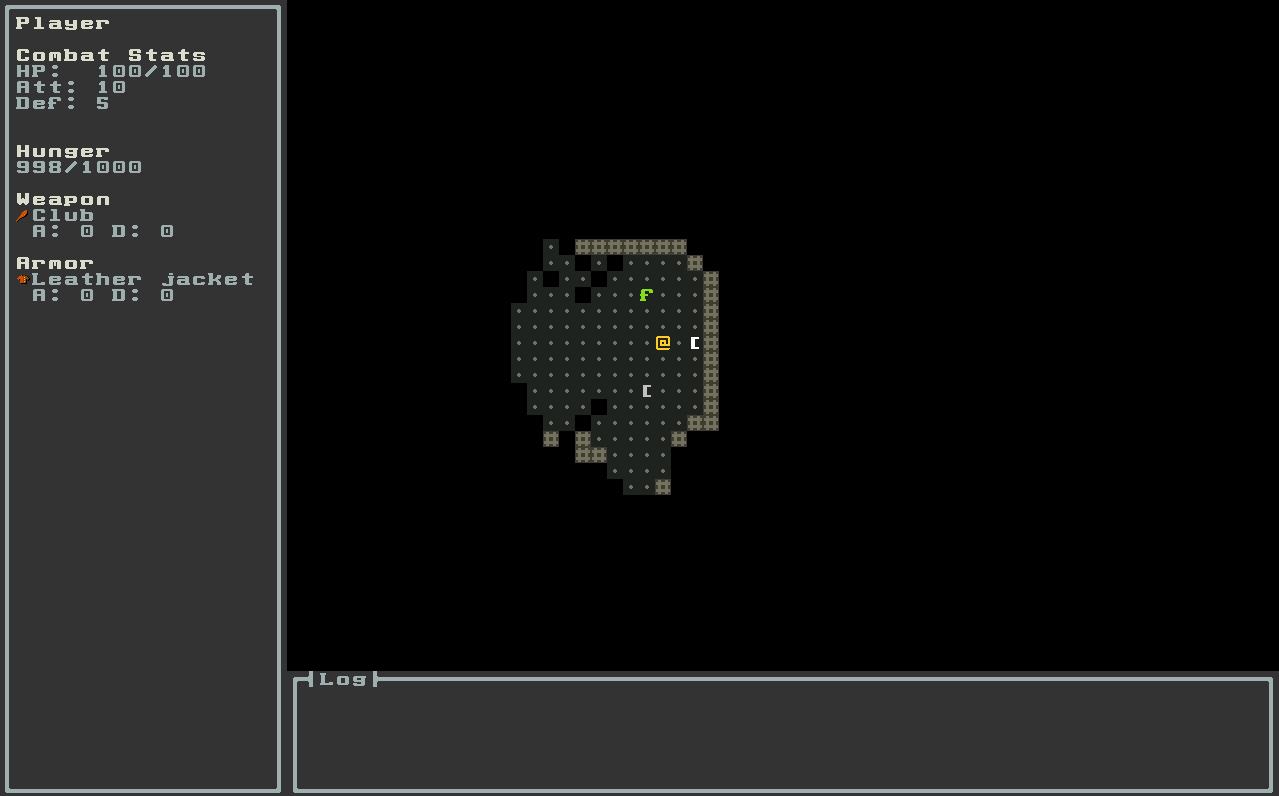 Player
Combat Stats
HP: 100/100
Att: 10
Def: 5
Hunger
998/1000
Weapon
Club
A: 0 D: 0
Armor
Leather jacket
A: 0 D: 0
f
@ [
[
Log